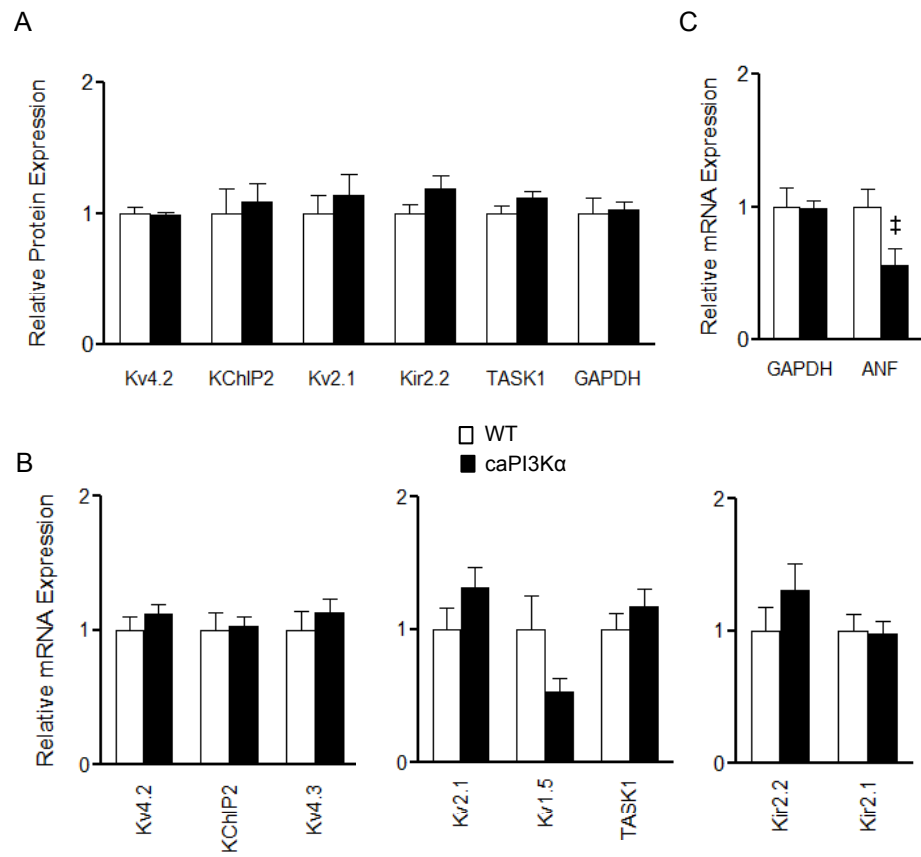 A
Relative Protein Expression
2
1
0
Kv4.2 KChIP2 Kv2.1 Kir2.2 TASK1 GAPDH
C
Relative mRNA Expression
2
1
0
‡
GAPDH ANF
WT
caPI3Kα
B
Relative mRNA Expression
2
1
0
Kv4.2
KChIP2
Kv4.3
2
1
0
Kv2.1
Kv1.5
TASK1
2
1
0
Kir2.2
Kir2.1